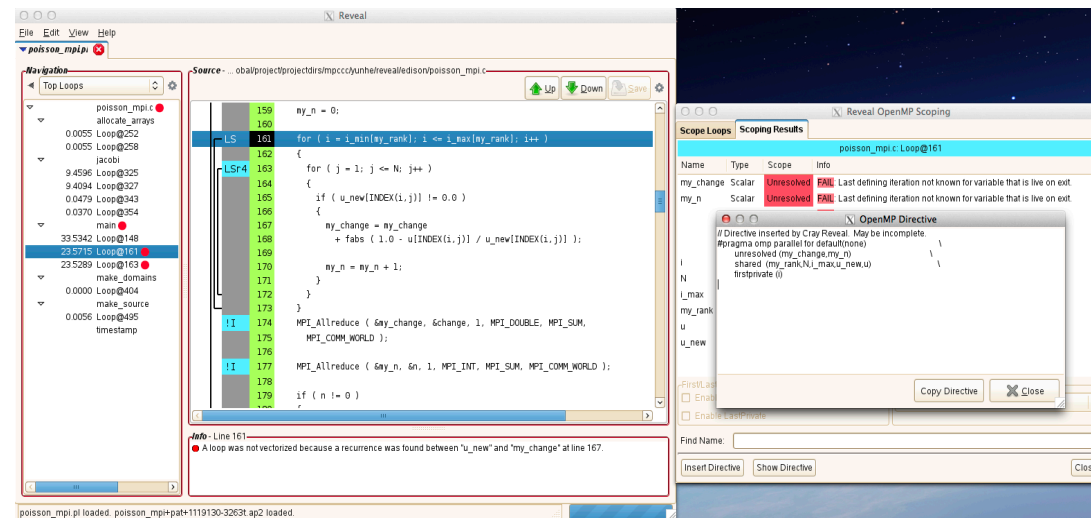 Reveal
File Edit View Help
poisson_mpi.pl
Navigation
Top Loops
poisson_mpi.c
allocate_arrays
0.0055 Loop@252
0.0055 Loop@258
jacobi
9.4596 Loop@325
9.4094 Loop@327
0.0479 Loop@343
0.0370 Loop@354
main
33.5342 Loop@148
23.5715 Loop@161
23.5289 Loop@163
make_domains
0.0000 Loop@404
make_source
0.0056 Loop@495
timestamp
Source - ... obal/project/projectdirs/mpccc/yunhe/reveal/edison/poisson_mpi.c
Up Down Save
159 my_n = 0;
160
LS 161 for ( i = i_min[my_rank]; i <= i_max[my_rank]; i++ )
162 {
LSr4 163 for ( j = 1; j <= N; j++ )
164 {
165 if ( u_new[INDEX(i,j)] != 0.0 )
166 {
167 my_change = my_change
168 + fabs ( 1.0 - u[INDEX(i,j)] / u_new[INDEX(i,j)] );
169
170 my_n = my_n + 1;
171 }
172 }
173 }
!I 174 MPI_Allreduce ( &my_change, &change, 1, MPI_DOUBLE, MPI_SUM,
175 MPI_COMM_WORLD );
176
!I 177 MPI_Allreduce ( &my_n, &n, 1, MPI_INT, MPI_SUM, MPI_COMM_WORLD );
178
179 if ( n != 0 )
Info - Line 161
A loop was not vectorized because a recurrence was found between "u_new" and "my_change" at line 167.
poisson_mpi.pl loaded. poisson_mpi+pat+1119130-3263t.ap2 loaded.
Reveal OpenMP Scoping
Scope Loops Scoping Results
poisson_mpi.c: Loop@161
Name Type Scope Info
my_change Scalar Unresolved FAIL: Last defining iteration not known for variable that is live on exit.
my_n Scalar Unresolved FAIL: Last defining iteration not known for variable that is live on exit.
i
N
i_max
my_rank
u
u_new
OpenMP Directive
// Directive inserted by Cray Reveal. May be incomplete.
#pragma omp parallel for default(none) \
unresolved (my_change,my_n) \
shared (my_rank,N,i_max,u_new,u) \
firstprivate (i)
Copy Directive Close
First/Las
Enab
Enable LastPrivate
Find Name:
Insert Directive Show Directive Clos